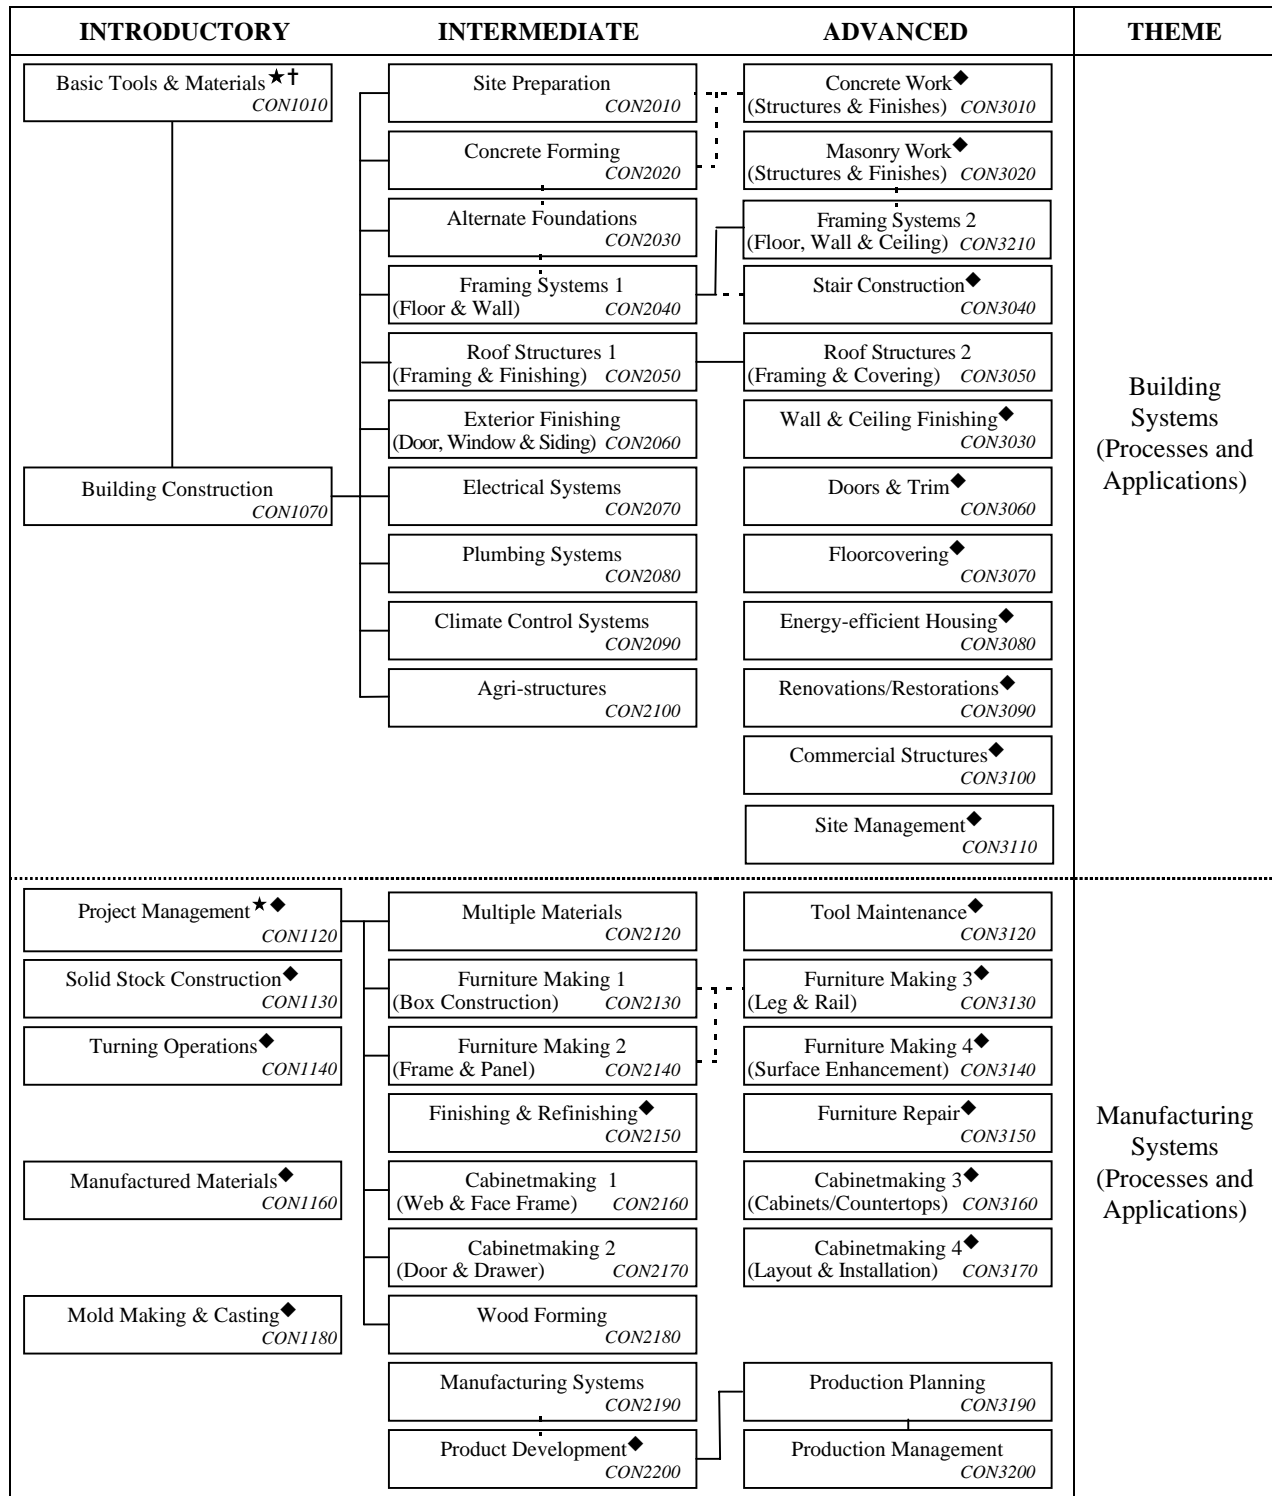 INTRODUCTORY INTERMEDIATE ADVANCED THEME
Basic Tools & Materials★†
CON1010
Building Construction
CON1070
Site Preparation
CON2010
Concrete Forming
CON2020
Alternate Foundations
CON2030
Framing Systems 1
(Floor & Wall) CON2040
Roof Structures 1
(Framing & Finishing) CON2050
Exterior Finishing
(Door, Window & Siding) CON2060
Electrical Systems
CON2070
Plumbing Systems
CON2080
Climate Control Systems
CON2090
Agri-structures
CON2100
Concrete Work◆
(Structures & Finishes) CON3010
Masonry Work◆
(Structures & Finishes) CON3020
Framing Systems 2
(Floor, Wall & Ceiling) CON3210
Stair Construction◆
CON3040
Roof Structures 2
(Framing & Covering) CON3050
Wall & Ceiling Finishing◆
CON3030
Doors & Trim◆
CON3060
Floorcovering◆
CON3070
Energy-efficient Housing◆
CON3080
Renovations/Restorations◆
CON3090
Commercial Structures◆
CON3100
Site Management◆
CON3110
Building
Systems
(Processes and
Applications)
Project Management★◆
CON1120
Solid Stock Construction◆
CON1130
Turning Operations◆
CON1140
Manufactured Materials◆
CON1160
Mold Making & Casting◆
CON1180
Multiple Materials
CON2120
Furniture Making 1
(Box Construction) CON2130
Furniture Making 2
(Frame & Panel) CON2140
Finishing & Refinishing◆
CON2150
Cabinetmaking 1
(Web & Face Frame) CON2160
Cabinetmaking 2
(Door & Drawer) CON2170
Wood Forming
CON2180
Manufacturing Systems
CON2190
Product Development◆
CON2200
Tool Maintenance◆
CON3120
Furniture Making 3◆
(Leg & Rail) CON3130
Furniture Making 4◆
(Surface Enhancement) CON3140
Furniture Repair◆
CON3150
Cabinetmaking 3◆
(Cabinets/Countertops) CON3160
Cabinetmaking 4◆
(Layout & Installation) CON3170
Production Planning
CON3190
Production Management
CON3200
Manufacturing
Systems
(Processes and
Applications)